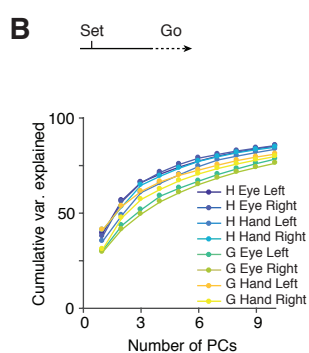 B
Set Go
Cumulative var. explained
100
50
0
0 3 6 9
Number of PCs
H Eye Left
H Eye Right
H Hand Left
H Hand Right
G Eye Left
G Eye Right
G Hand Left
G Hand Right